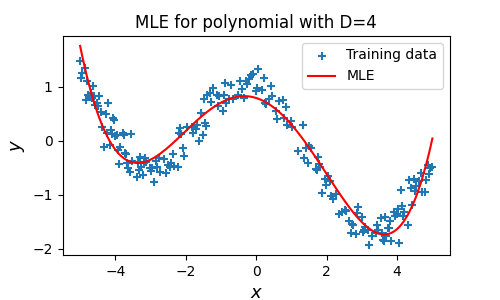 MLE for polynomial with D=4
Training data
MLE
y
1
0
−1
−2
−4
−2
0
2
4
x